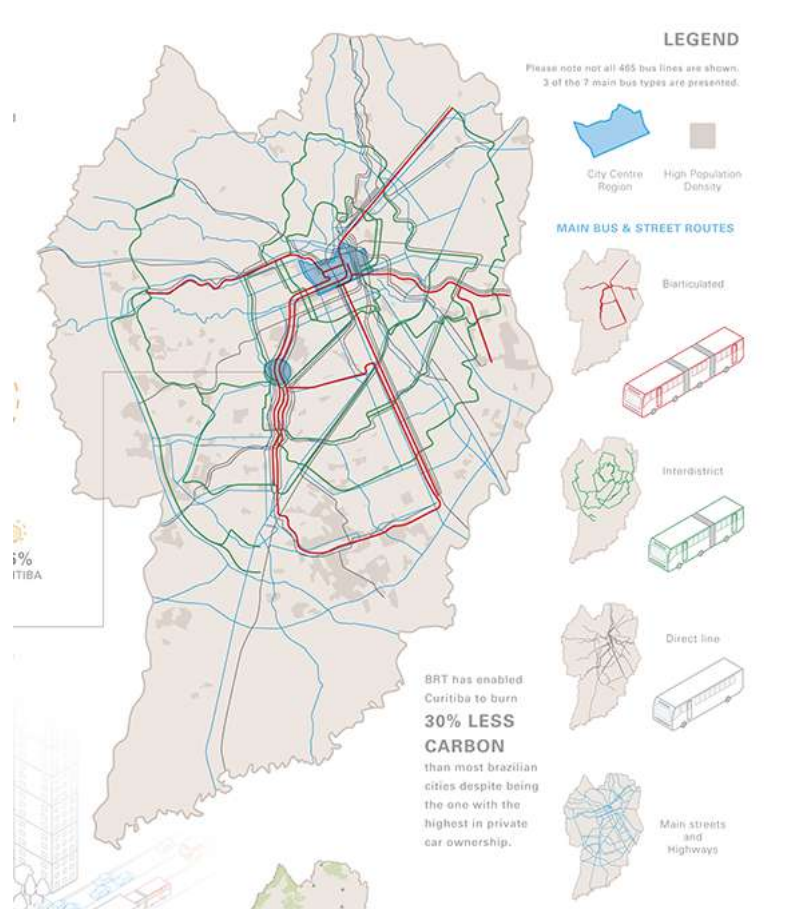 LEGEND
Please note not all 465 bus lines are shown.
3 of the 7 main bus types are presented.
City Centre
Region
High Population
Density
MAIN BUS & STREET ROUTES
Biarticulated
Interdistrict
%
ITIBA
Direct line
BRT has enabled
Curitiba to burn
30% LESS
CARBON
than most brazilian
cities despite being
the one with the
highest in private
car ownership.
Main streets
and
Highways